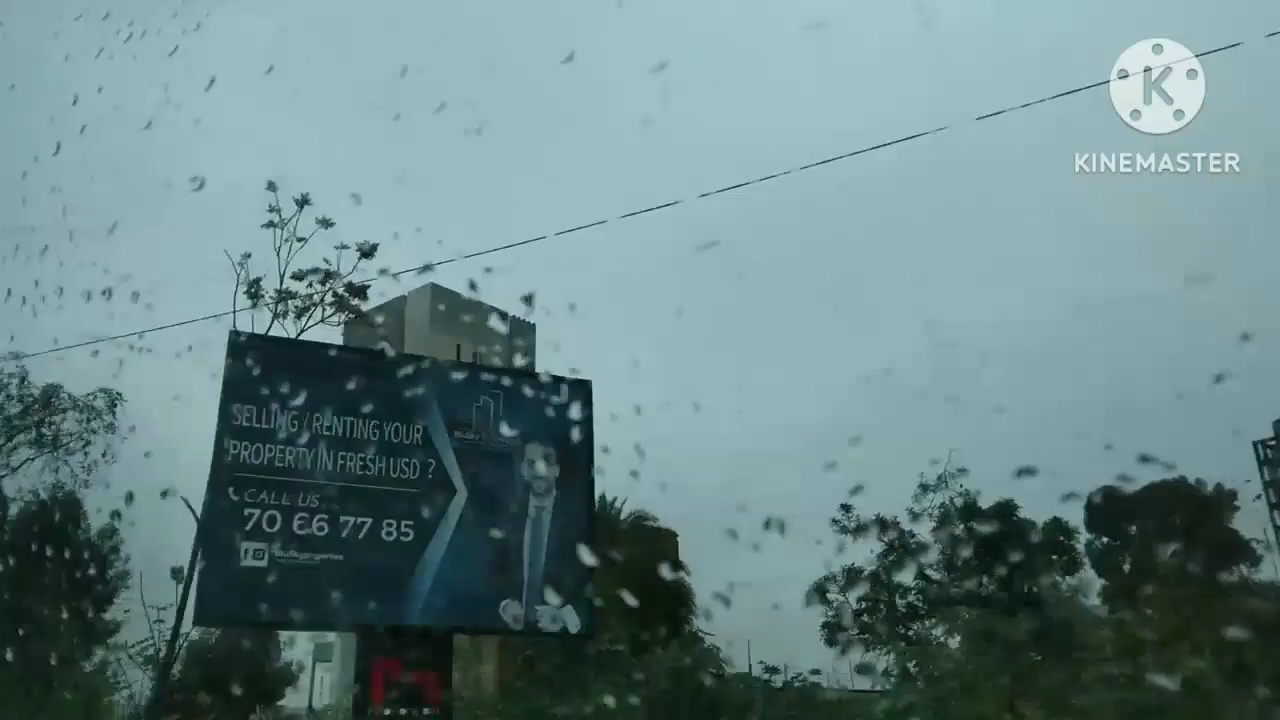 KINEMASTER
SELLING / RENTING YOUR
PROPERTY IN FRESH USD ?
CALL US
70 66 77 85